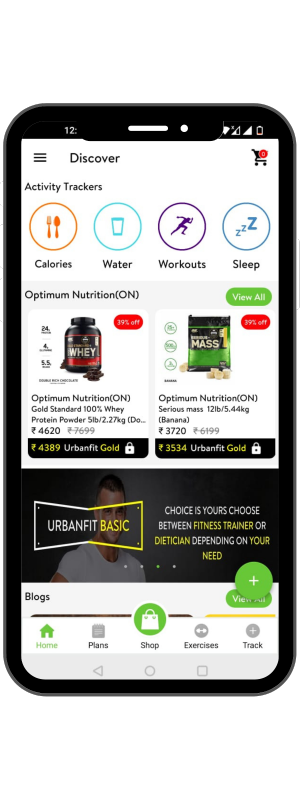 12:
Discover
0
Activity Trackers
Calories
Water
Workouts
Sleep
z z Z
Optimum Nutrition(ON)
View All
39% off
24
4
5.5
WHEY
DOUBLE RICH CHOCOLATE
39% off
MASS
BANANA
Optimum Nutrition(ON)
Gold Standard 100% Whey
Protein Powder 5lb/2.27kg (Do...
₹ 4620 ₹ 7699
₹ 4389 Urbanfit Gold
Optimum Nutrition(ON)
Serious mass 12lb/5.44kg
(Banana)
₹ 3720 ₹ 6199
₹ 3534 Urbanfit Gold
URBANFIT BASIC
CHOICE IS YOURS CHOOSE
BETWEEN FITNESS TRAINER OR
DIETICIAN DEPENDING ON YOUR
NEED
Blogs
View All
Home
Plans
Shop
Exercises
Track